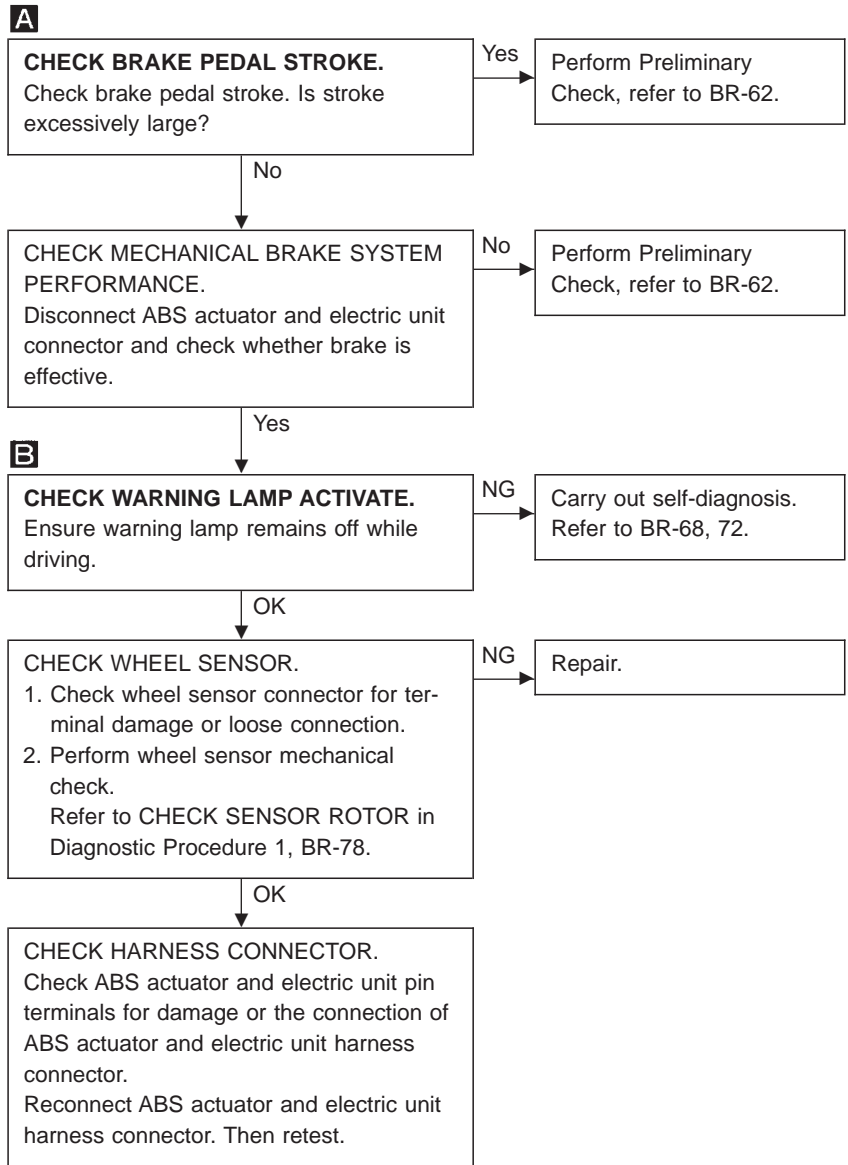 A
CHECK BRAKE PEDAL STROKE.
Check brake pedal stroke. Is stroke
excessively large?
Yes
Perform Preliminary
Check, refer to BR-62.
No
CHECK MECHANICAL BRAKE SYSTEM
PERFORMANCE.
Disconnect ABS actuator and electric unit
connector and check whether brake is
effective.
No
Perform Preliminary
Check, refer to BR-62.
Yes
B
CHECK WARNING LAMP ACTIVATE.
Ensure warning lamp remains off while
driving.
NG
Carry out self-diagnosis.
Refer to BR-68, 72.
OK
CHECK WHEEL SENSOR.
1. Check wheel sensor connector for ter-
minal damage or loose connection.
2. Perform wheel sensor mechanical
check.
Refer to CHECK SENSOR ROTOR in
Diagnostic Procedure 1, BR-78.
NG
Repair.
OK
CHECK HARNESS CONNECTOR.
Check ABS actuator and electric unit pin
terminals for damage or the connection of
ABS actuator and electric unit harness
connector.
Reconnect ABS actuator and electric unit
harness connector. Then retest.